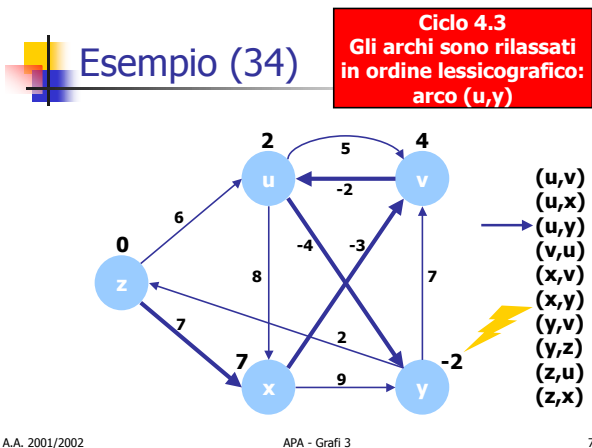 Esempio (34)
Ciclo 4.3
Gli archi sono rilassati
in ordine lessicografico:
arco (u,y)
2
5
4
u
v
-2
6
-4
-3
0
z
8
7
7
2
7
x
9
-2
y
(u,v)
(u,x)
(u,y)
(v,u)
(x,v)
(x,y)
(y,v)
(y,z)
(z,u)
(z,x)
A.A. 2001/2002
APA - Grafi 3
7